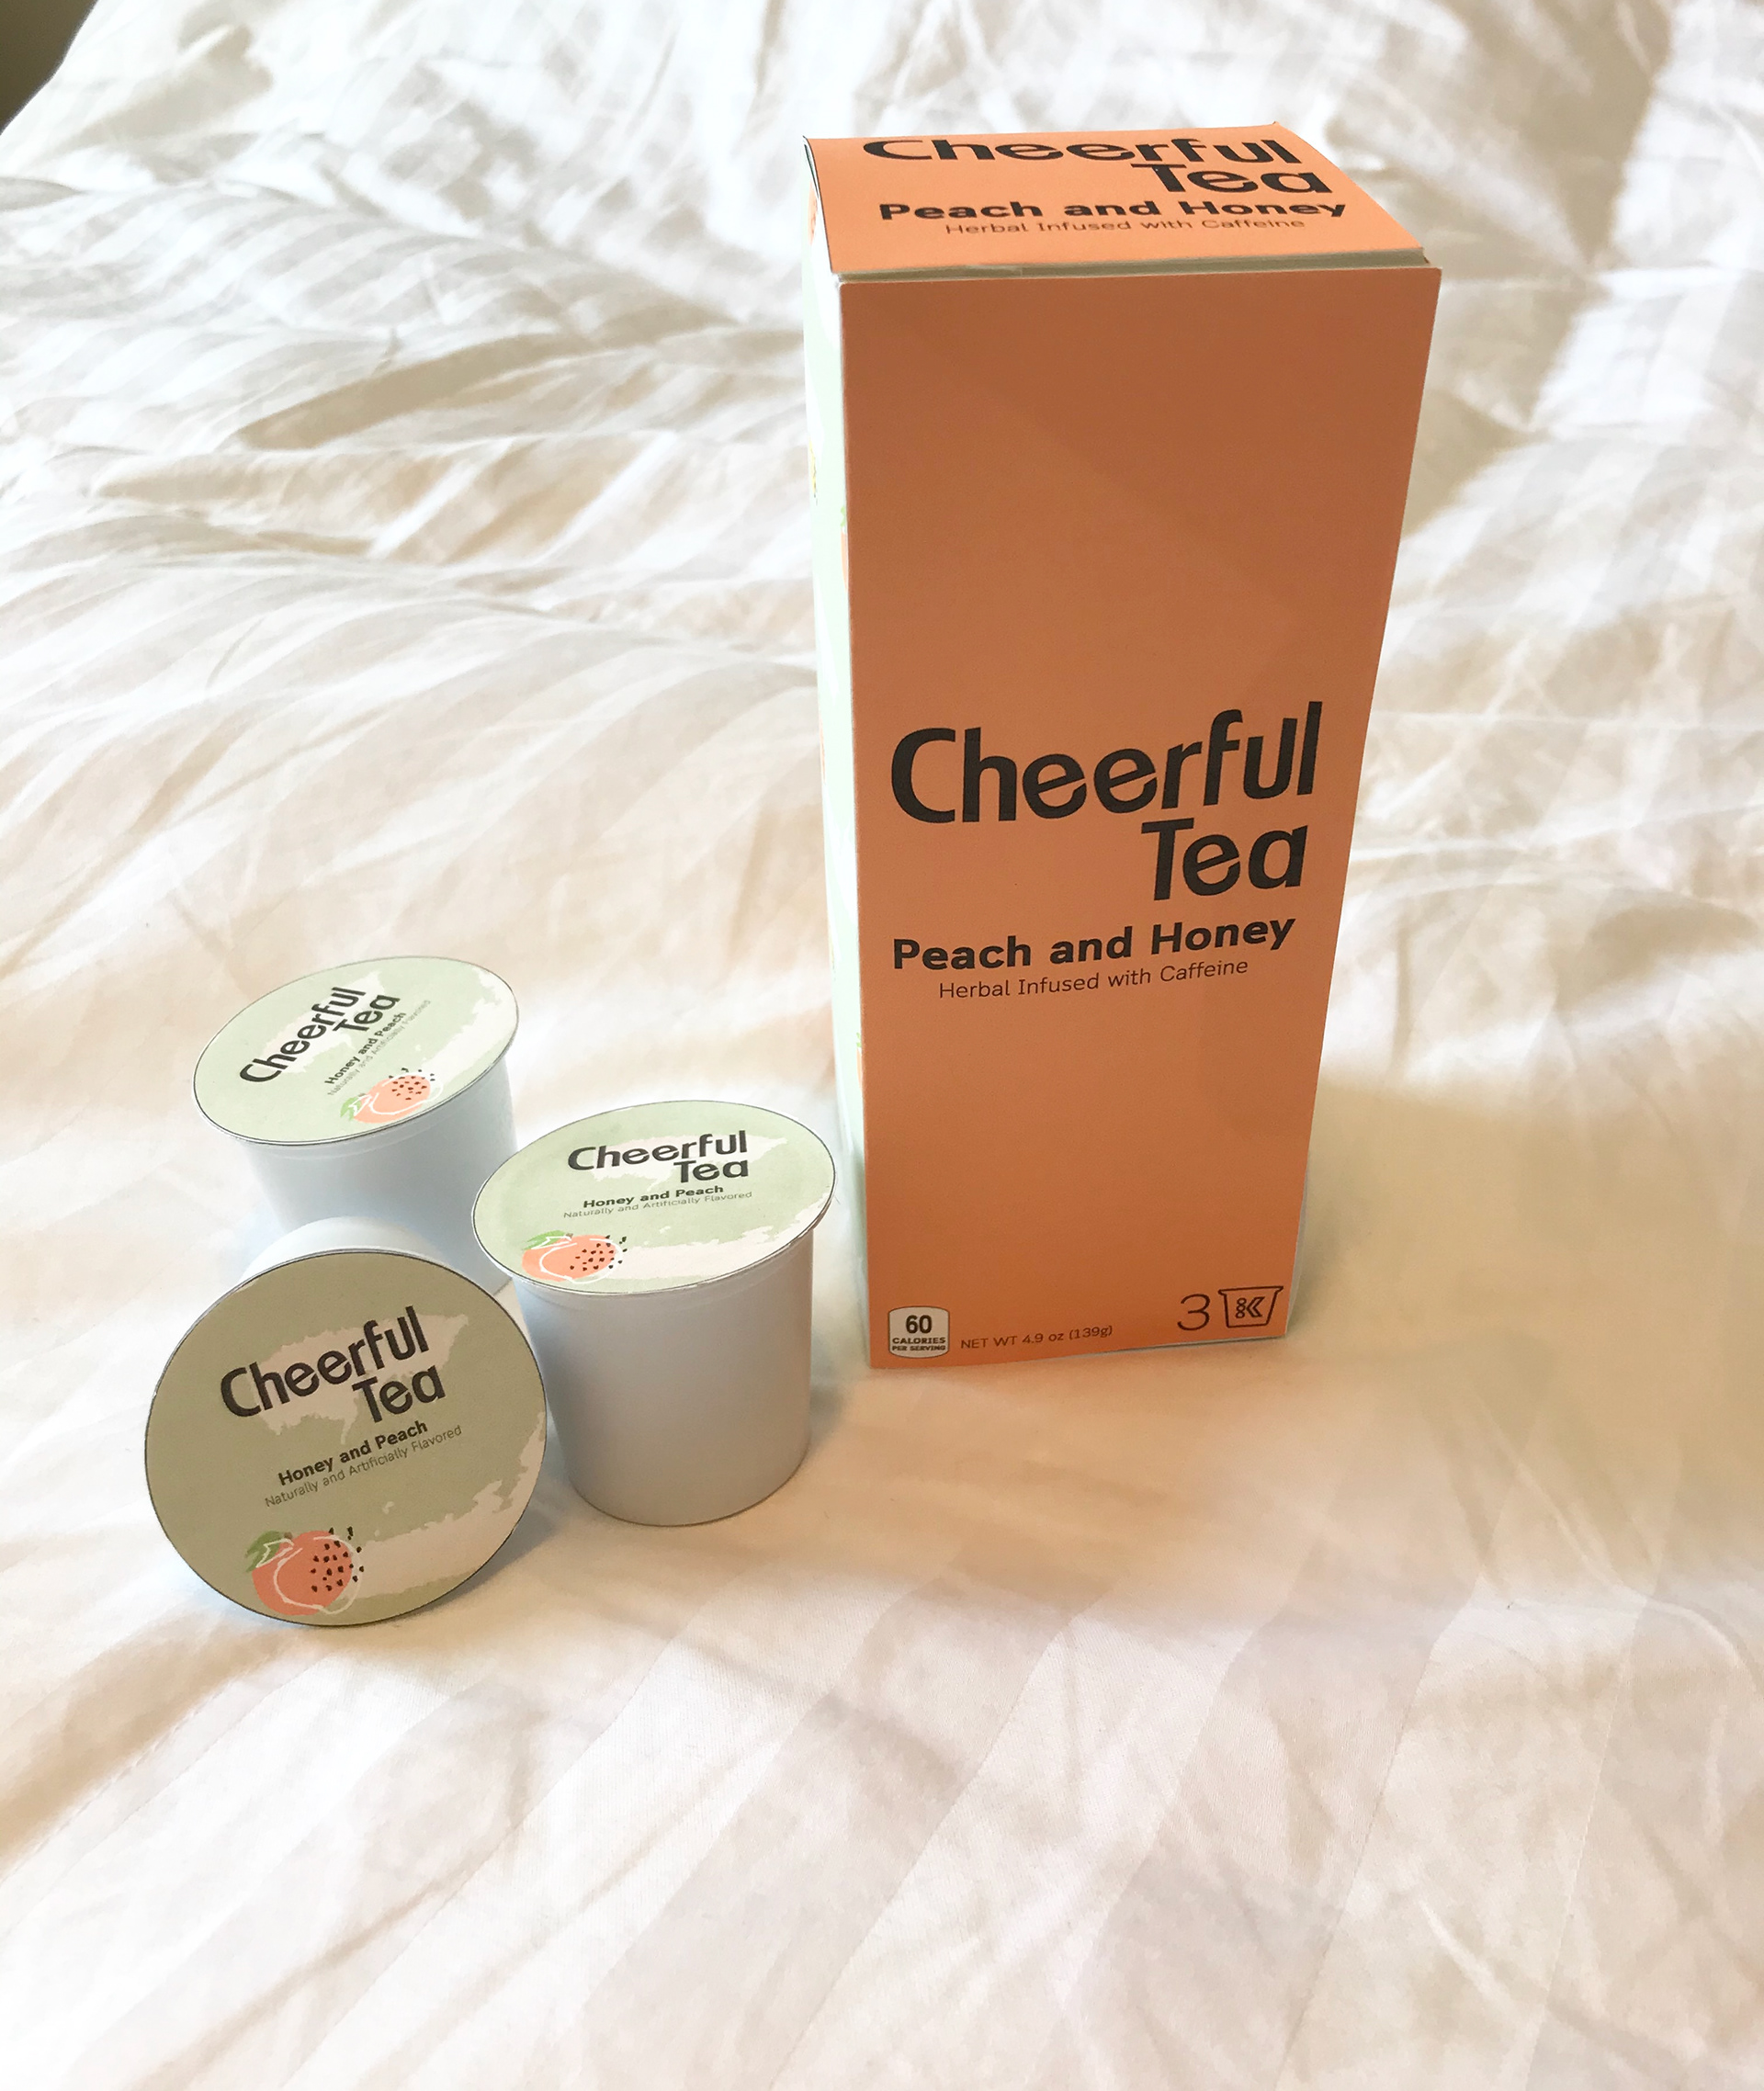 Cheerful
Tea
Peach and Honey
Herbal Infused with Caffeine
Cheerful
Tea
Peach and Honey
Herbal Infused with Caffeine
60
CALORIES
PER SERVING
NET WT 4.9 oz (139g)
3
Cheerful
Tea
Honey and Peach
Naturally and Artificially Flavored
Cheerful
Tea
Honey and Peach
Naturally and Artificially Flavored
Cheerful
Tea
Honey and Peach
Naturally and Artificially Flavored